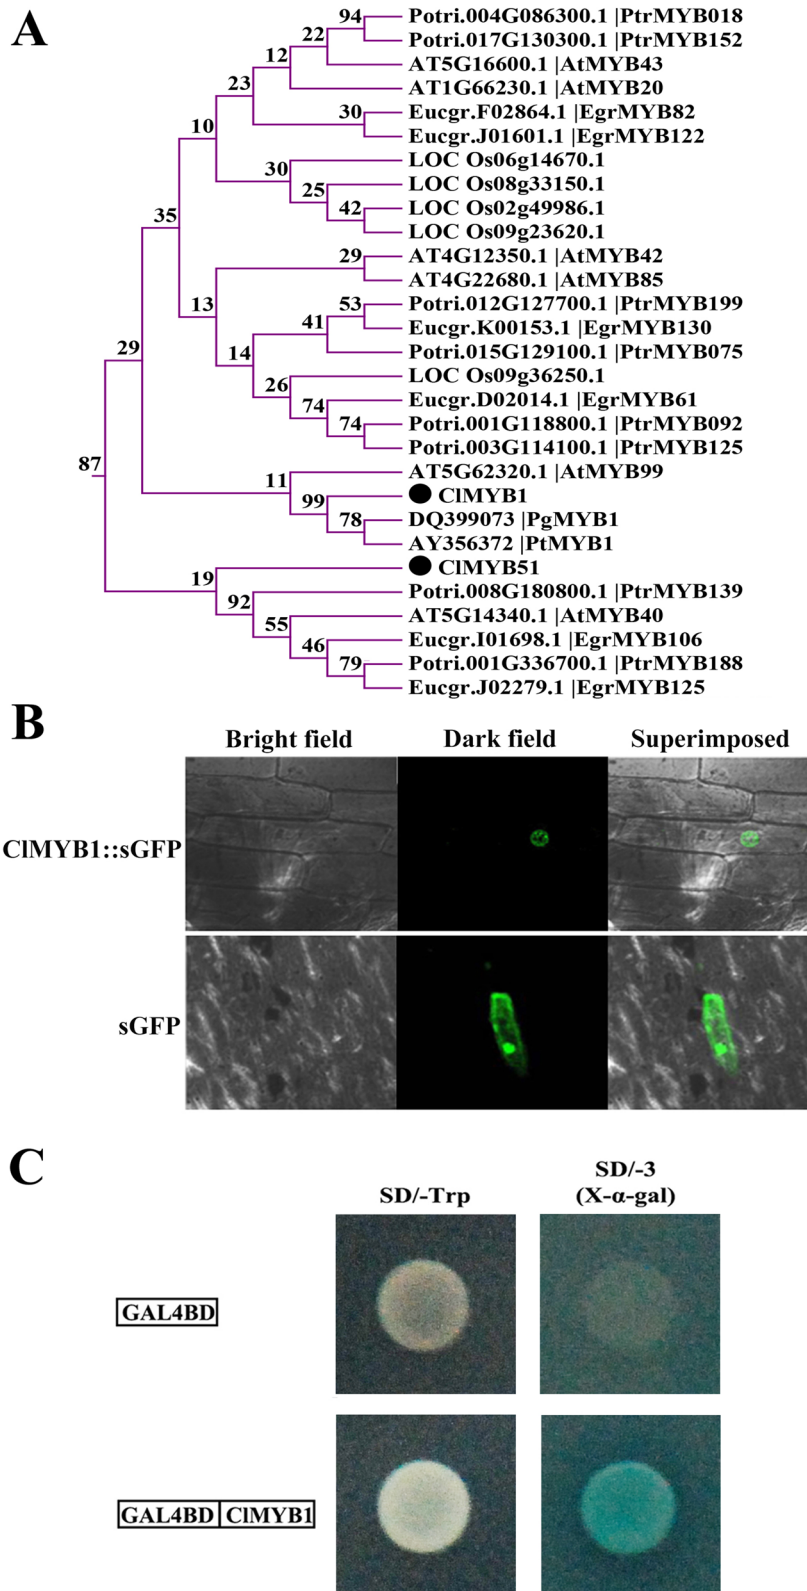 A
94 Potri.004G086300.1 |PtrMYB018
22 Potri.017G130300.1 |PtrMYB152
12 AT5G16600.1 |AtMYB43
23 AT1G66230.1 |AtMYB20
30 Eucgr.F02864.1 |EgrMYB82
10 Eucgr.J01601.1 |EgrMYB122
LOC Os06g14670.1
30
25 LOC Os08g33150.1
42 LOC Os02g49986.1
35 LOC Os09g23620.1
29 AT4G12350.1 |AtMYB42
AT4G22680.1 |AtMYB85
13 53 Potri.012G127700.1 |PtrMYB199
41 Eucgr.K00153.1 |EgrMYB130
29 14 Potri.015G129100.1 |PtrMYB075
26 LOC Os09g36250.1
74 Eucgr.D02014.1 |EgrMYB61
74 Potri.001G118800.1 |PtrMYB092
Potri.003G114100.1 |PtrMYB125
87 AT5G62320.1 |AtMYB99
11
99 ClMYB1
78 DQ399073 |PgMYB1
AY356372 |PtMYB1
19 ClMYB51
92 Potri.008G180800.1 |PtrMYB139
55 AT5G14340.1 |AtMYB40
46 Eucgr.I01698.1 |EgrMYB106
79 Potri.001G336700.1 |PtrMYB188
Eucgr.J02279.1 |EgrMYB125
B
Bright field Dark field Superimposed
ClMYB1::sGFP
sGFP
C
SD/-Trp
SD/-3
(X-α-gal)
GAL4BD
GAL4BD ClMYB1